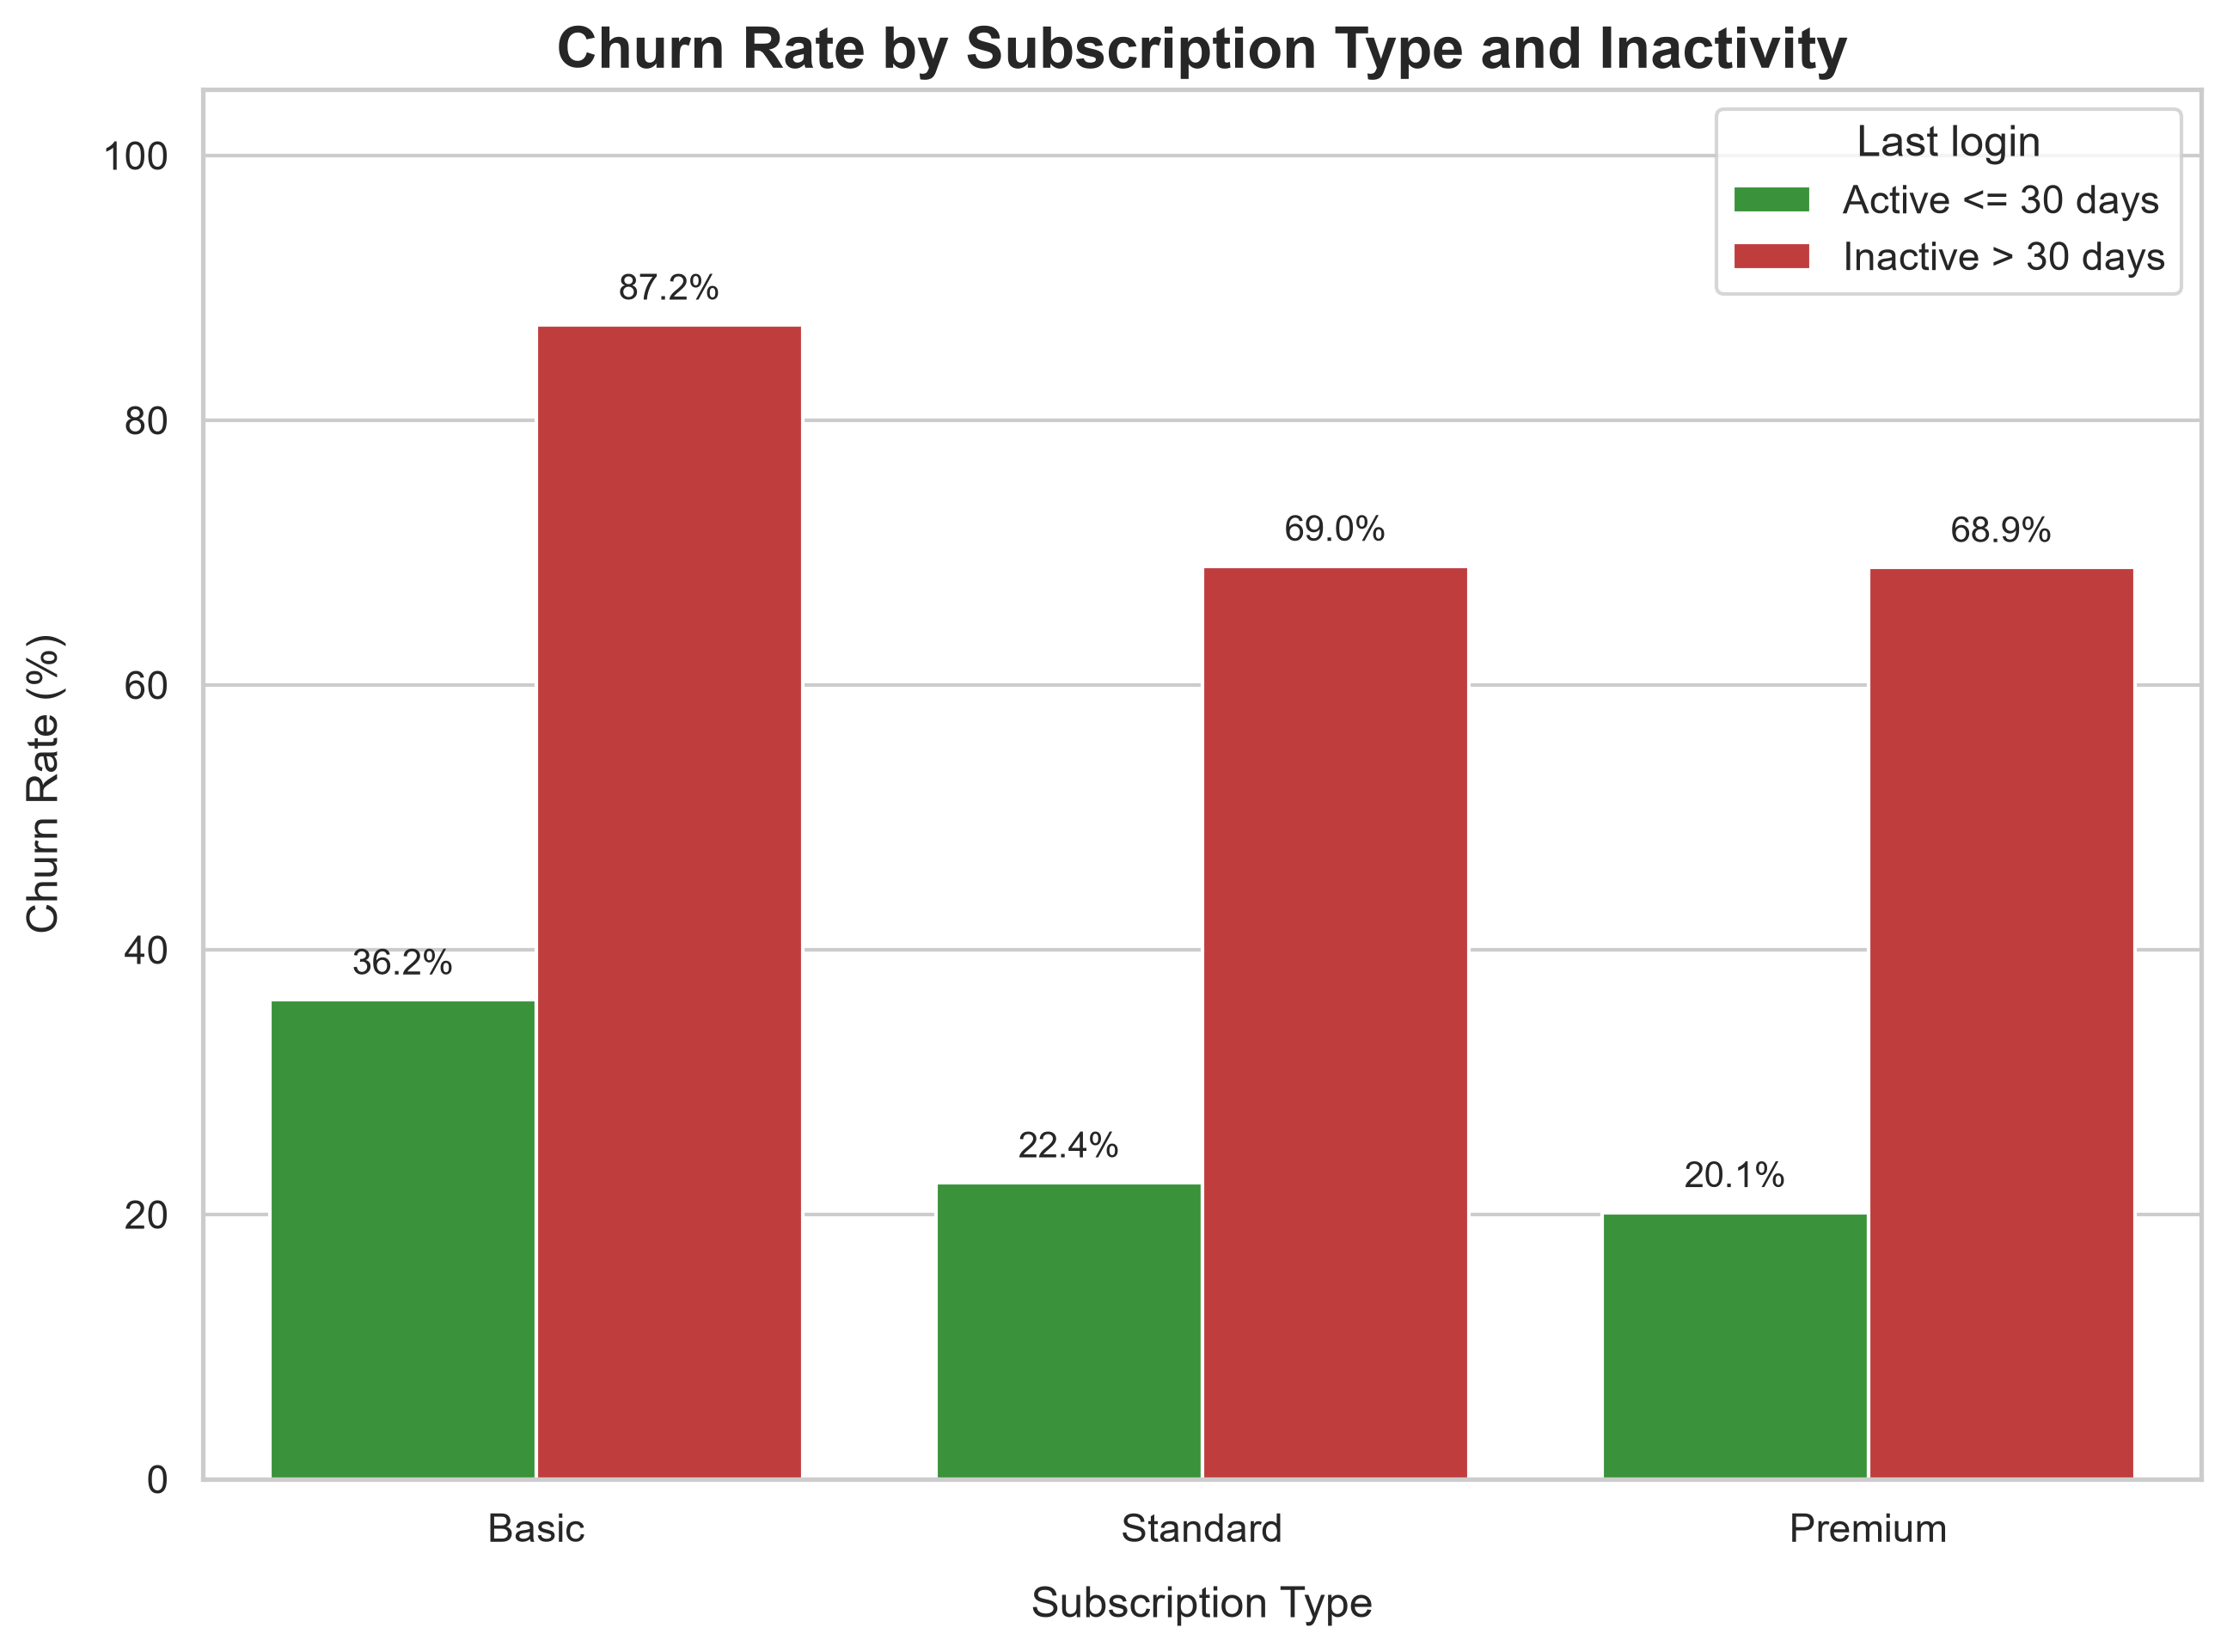 Churn Rate by Subscription Type and Inactivity
Last login
Active <= 30 days
Inactive > 30 days
Churn Rate (%)
100
80
60
40
20
0
36.2%
87.2%
22.4%
69.0%
20.1%
68.9%
Basic
Standard
Premium
Subscription Type